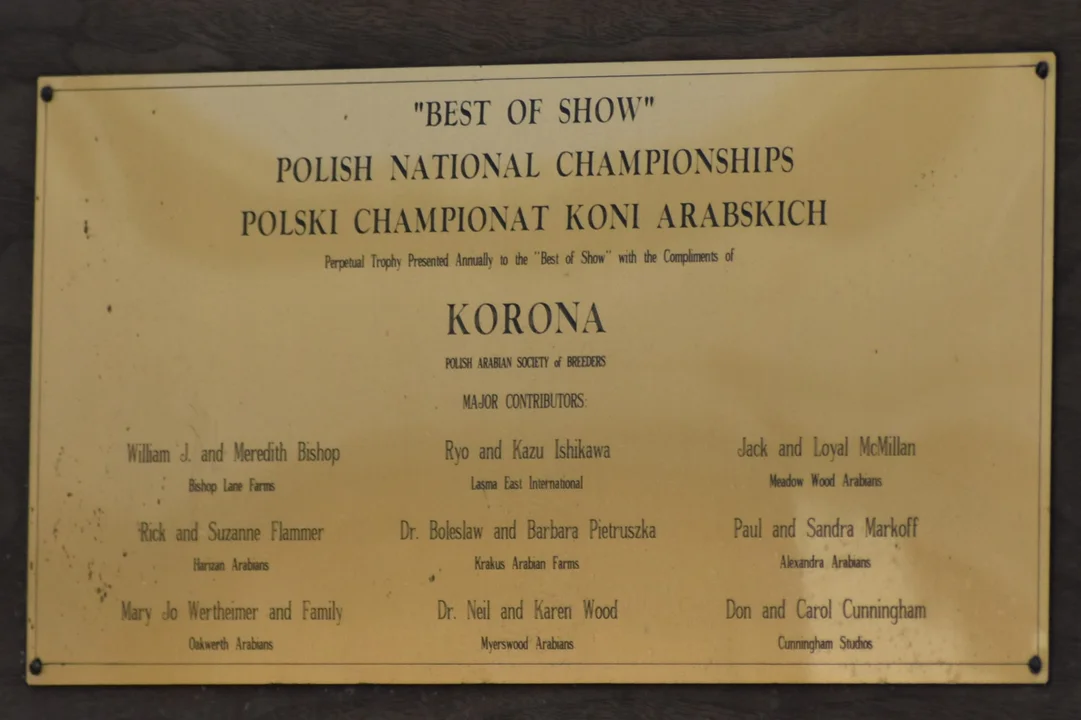 "BEST OF SHOW"
POLISH NATIONAL CHAMPIONSHIPS
POLSKI CHAMPIONAT KONI ARABSKICH
Perpetual Trophy Presented Annually to the "Best of Show" with the Compliments of
KORONA
POLISH ARABIAN SOCIETY of BREEDERS
MAJOR CONTRIBUTORS:
William J. and Meredith Bishop Ryo and Kazu Ishikawa Jack and Loyal McMillan
Bishop Lane Farms Lasma East International Meadow Wood Arabians
Rick and Suzanne Flammer Dr. Boleslaw and Barbara Pietruszka Paul and Sandra Markoff
Harizan Arabians Krakus Arabian Farms Alexandra Arabians
Mary Jo Wertheimer and Family Dr. Neil and Karen Wood Don and Carol Cunningham
Oakwerth Arabians Myerswood Arabians Cunningham Studios